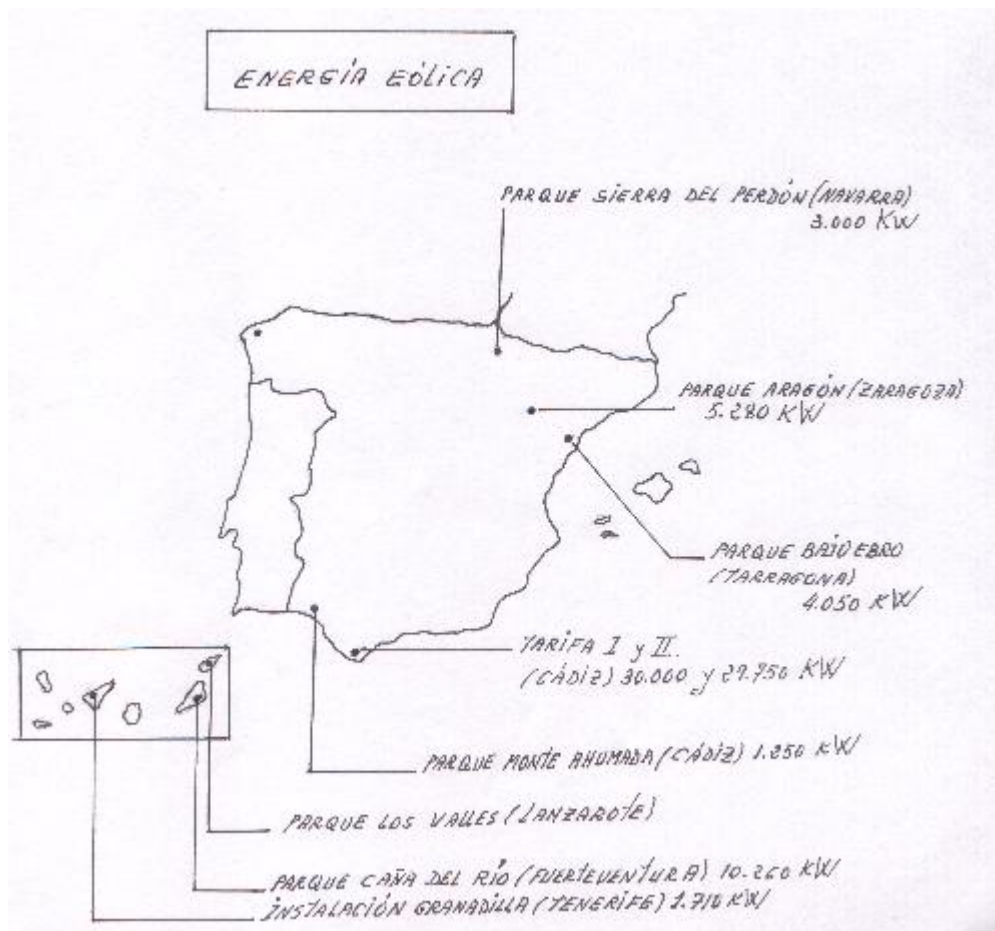 ENERGÍA EÓLICA
PARQUE SIERRA DEL PERDÓN (NAVARRA)
3.000 KW
PARQUE ARAGÓN (ZARAGOZA)
5.280 KW
PARQUE BAJO EBRO
(TARRAGONA)
4.050 KW
TARIFA I y II.
(CÁDIZ) 30.000 y 29.750 KW
PARQUE MONTE AHUMADA (CÁDIZ) 1.250 KW
PARQUE LOS VALLES (LANZAROTE)
PARQUE CAÑA DEL RÍO (FUERTEVENTURA) 10.260 KW
INSTALACIÓN GRANADILLA (TENERIFE) 1.710 KW